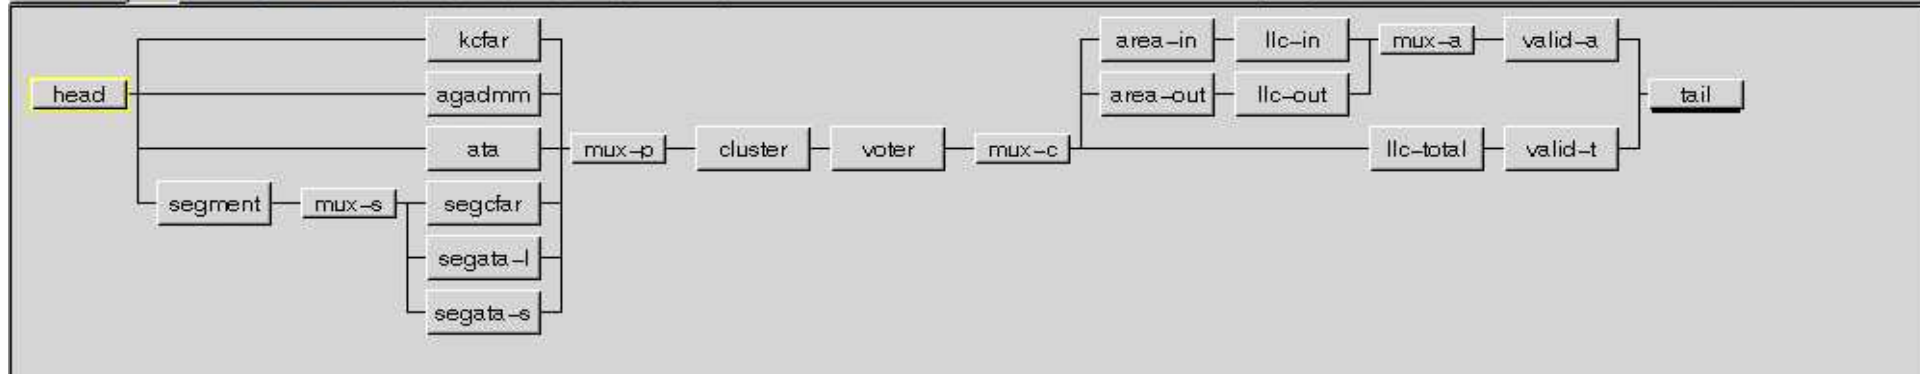 kcfar area-in llc-in mux-a valid-a
head agadmm area-out llc-out tail
ata mux-p cluster voter mux-c llc-total valid-t
segment mux-s segcfar
segata-l
segata-s